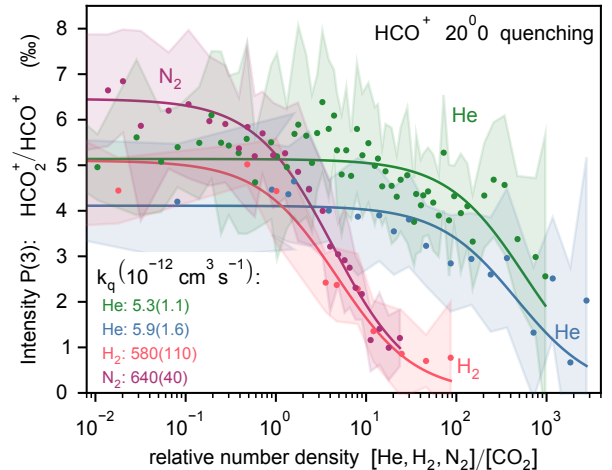 HCO⁺ 20⁰0 quenching
N₂
He
He
H₂
Intensity P(3): HCO₂⁺/HCO⁺ (‰)
8
7
6
5
4
3
2
1
0
k_q(10⁻¹² cm³ s⁻¹):
He: 5.3(1.1)
He: 5.9(1.6)
H₂: 580(110)
N₂: 640(40)
10⁻² 10⁻¹ 10⁰ 10¹ 10² 10³
relative number density [He, H₂, N₂]/[CO₂]